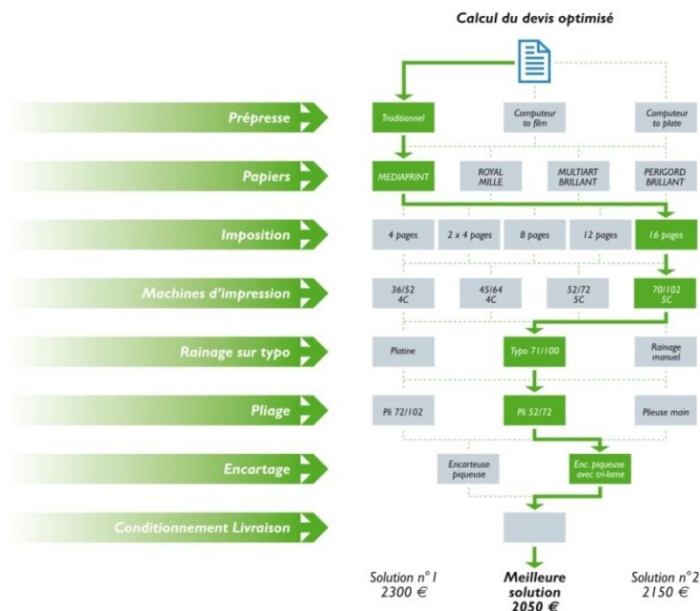 Calcul du devis optimisé
Prépresse
Traditionnel
Computeur
to film
Computeur
to plate
Papiers
MEDIAPRINT
ROYAL
MILLE
MULTIART
BRILLANT
PERIGORD
BRILLANT
Imposition
4 pages
2 x 4 pages
8 pages
12 pages
16 pages
Machines d'impression
36/52
4C
45/64
4C
52/72
5C
70/102
5C
Rainage sur typo
Platine
Typo 71/100
Rainage
manuel
Pliage
Pli 72/102
Pli 52/72
Plieuse main
Encartage
Encarteuse
piqueuse
Enc. piqueuse
avec tri-lame
Conditionnement Livraison
Solution n°1
2300 €
Meilleure
solution
2050 €
Solution n°2
2150 €